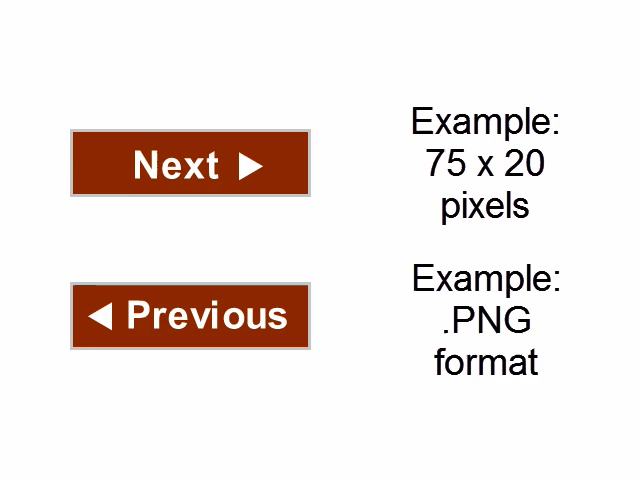 Next
Example:
75 x 20
pixels
Previous
Example:
.PNG
format